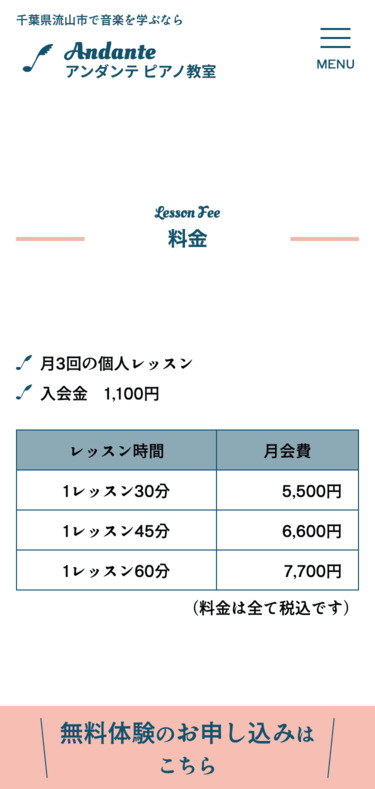 千葉県流山市で音楽を学ぶなら
Andante
アンダンテ ピアノ教室
MENU
Lesson Fee
料金
月3回の個人レッスン
入会金　1,100円
レッスン時間　月会費
1レッスン30分　5,500円
1レッスン45分　6,600円
1レッスン60分　7,700円
（料金は全て税込です）
無料体験のお申し込みは
こちら